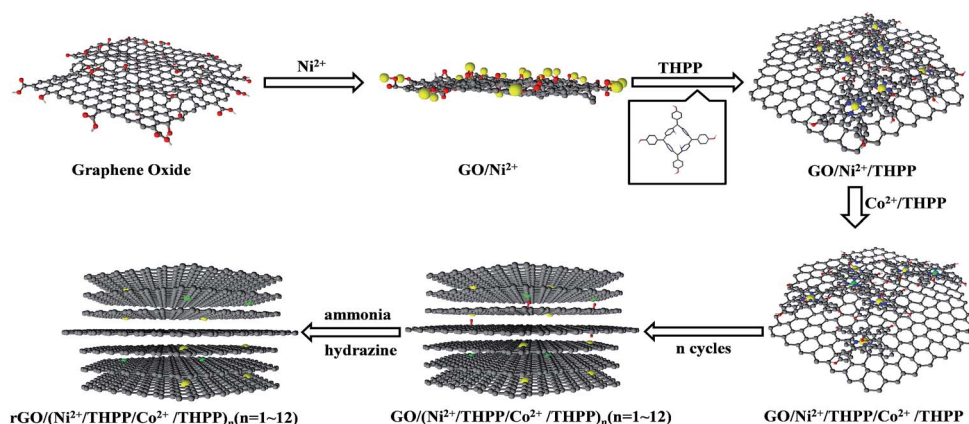 Ni²⁺
THPP
Graphene Oxide
GO/Ni²⁺
GO/Ni²⁺/THPP
Co²⁺/THPP
ammonia
hydrazine
n cycles
rGO/(Ni²⁺/THPP/Co²⁺ /THPP)ₙ(n=1~12)
GO/(Ni²⁺/THPP/Co²⁺ /THPP)ₙ(n=1~12)
GO/Ni²⁺/THPP/Co²⁺ /THPP